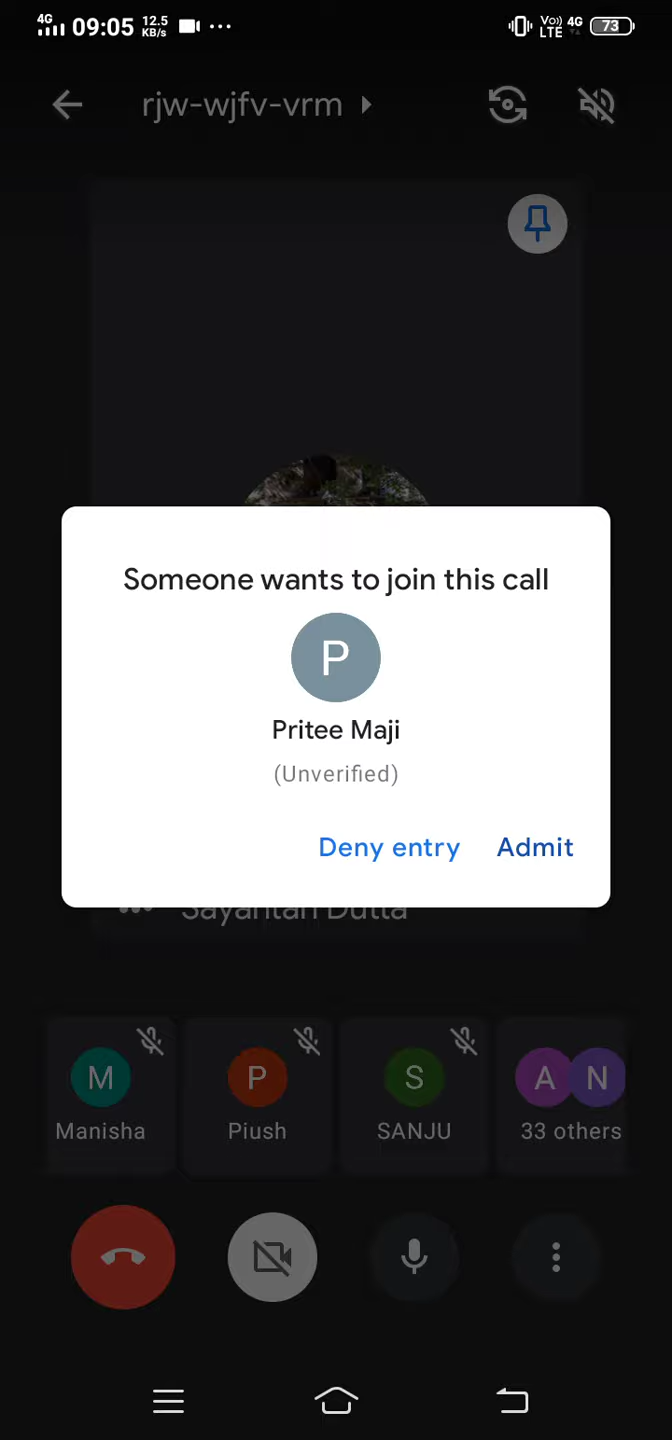 4G 09:05 12.5 KB/s ... Vo)) LTE 4G 73
rjw-wjfv-vrm
Someone wants to join this call
P
Pritee Maji
(Unverified)
Deny entry Admit
Sayantan Dutta
M P S A N
Manisha Piush SANJU 33 others